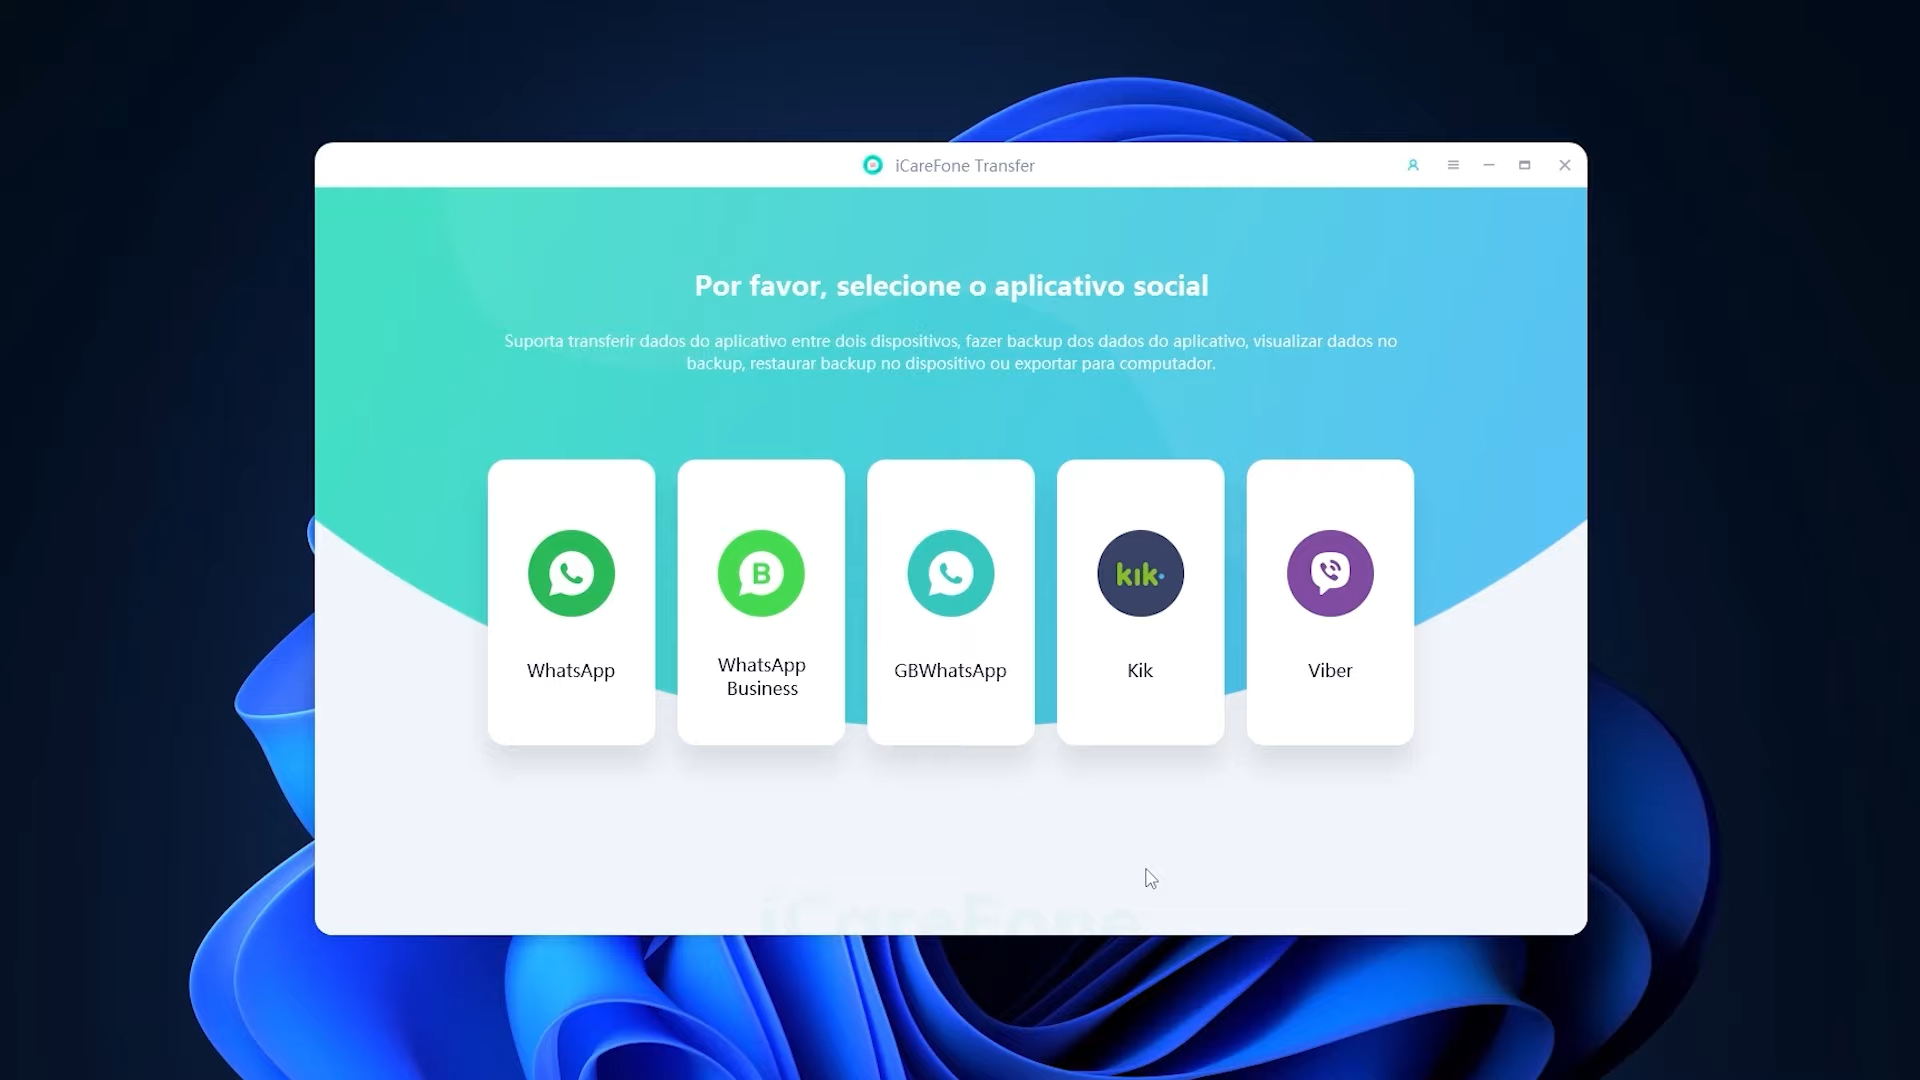 iCareFone Transfer
Por favor, selecione o aplicativo social
Suporta transferir dados do aplicativo entre dois dispositivos, fazer backup dos dados do aplicativo, visualizar dados no
backup, restaurar backup no dispositivo ou exportar para computador.
B
kik.
WhatsApp
WhatsApp
Business
GBWhatsApp
Kik
Viber
iCareFone